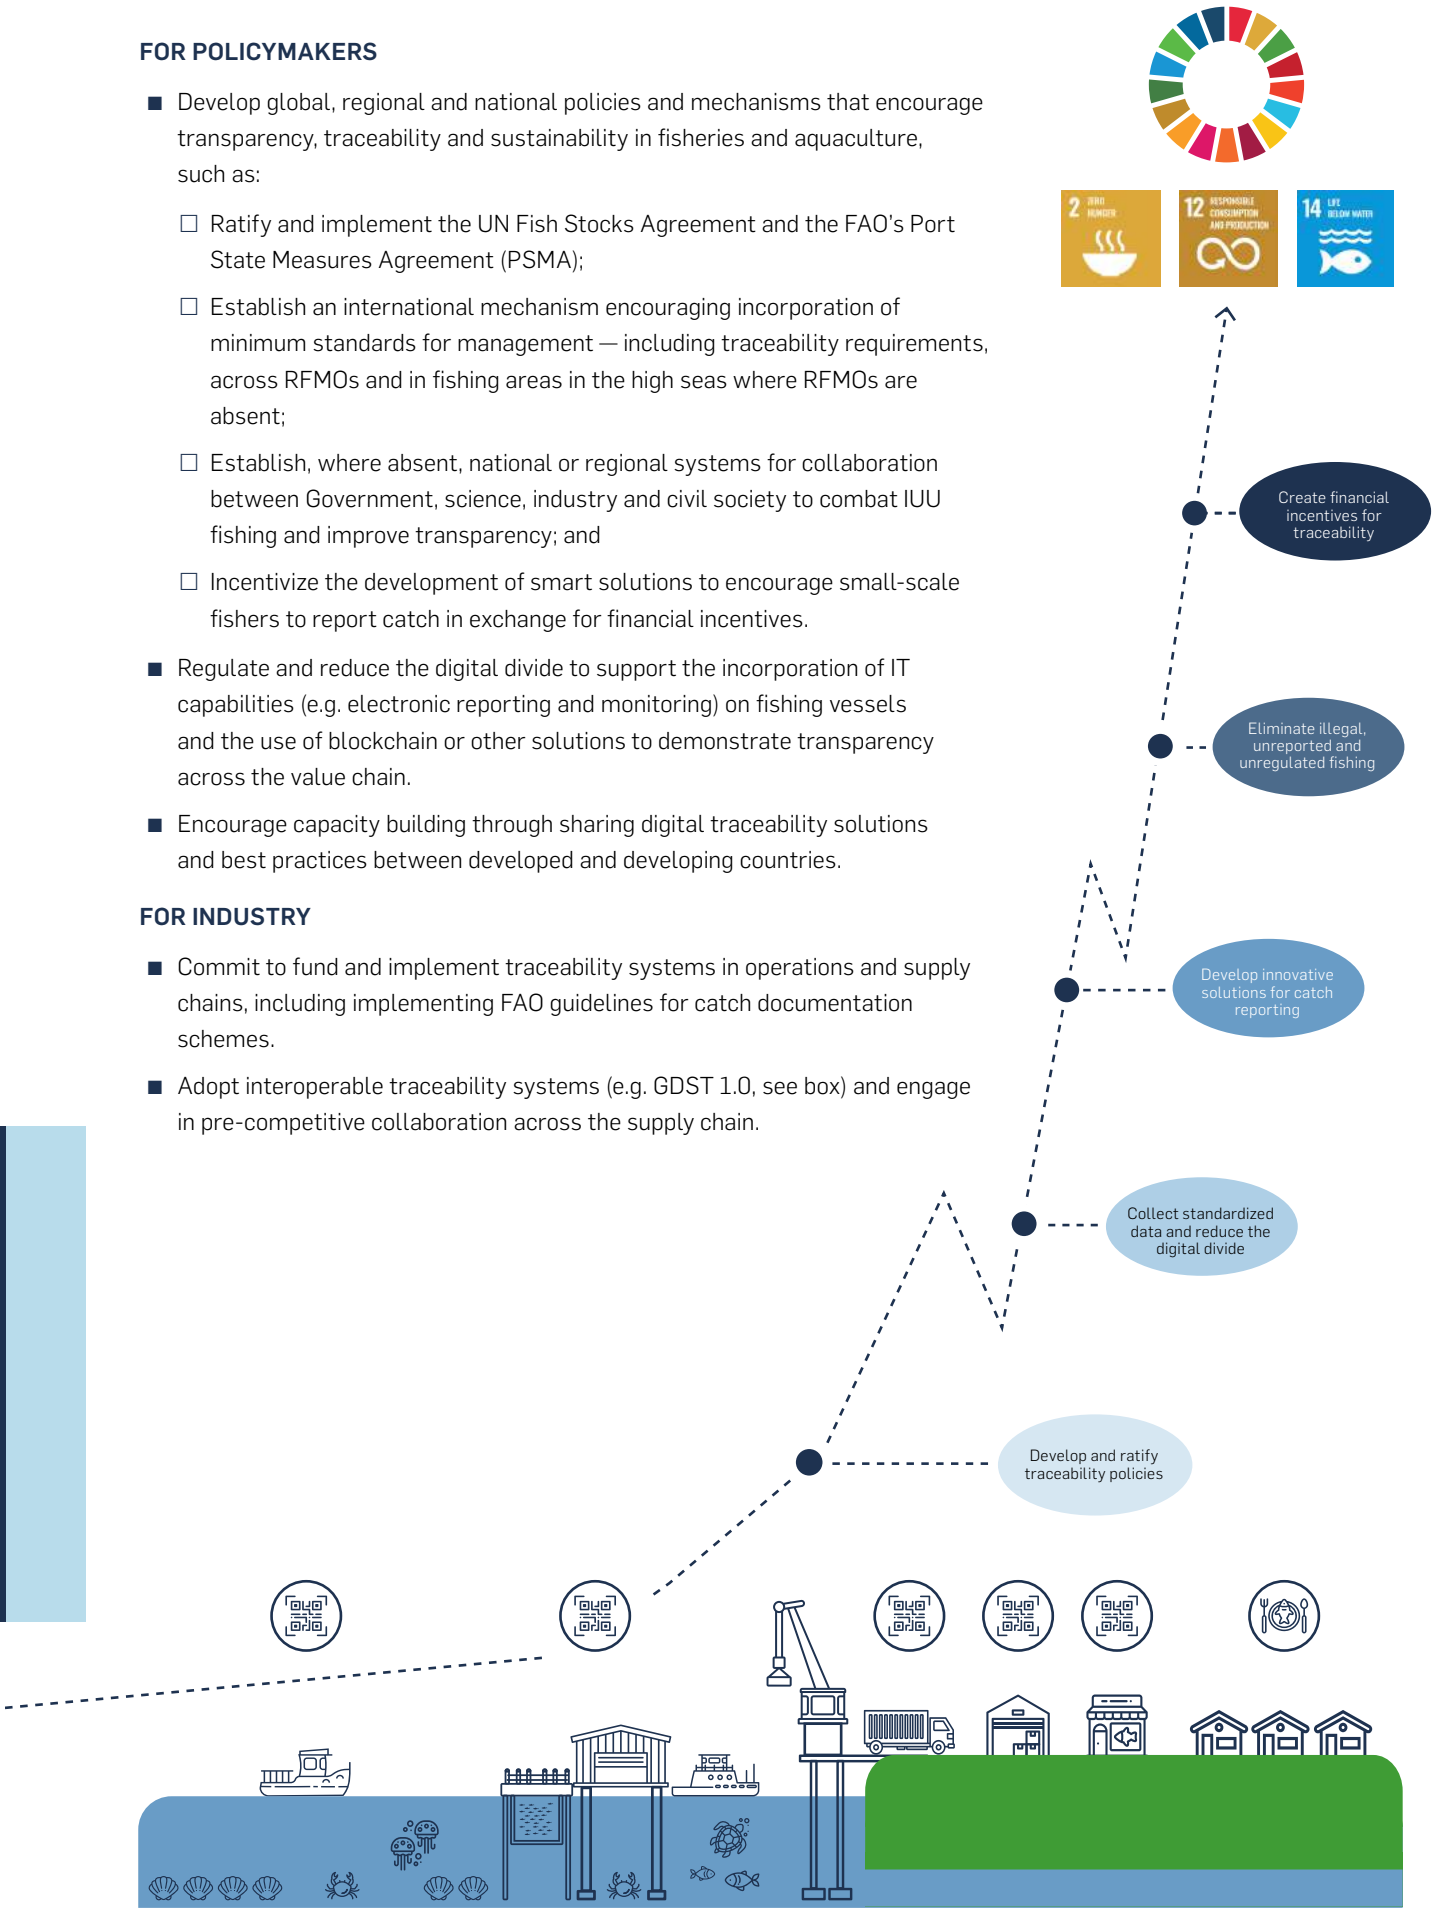 FOR POLICYMAKERS
■ Develop global, regional and national policies and mechanisms that encourage
transparency, traceability and sustainability in fisheries and aquaculture,
such as:
□ Ratify and implement the UN Fish Stocks Agreement and the FAO's Port
State Measures Agreement (PSMA);
□ Establish an international mechanism encouraging incorporation of
minimum standards for management — including traceability requirements,
across RFMOs and in fishing areas in the high seas where RFMOs are
absent;
□ Establish, where absent, national or regional systems for collaboration
between Government, science, industry and civil society to combat IUU
fishing and improve transparency; and
□ Incentivize the development of smart solutions to encourage small-scale
fishers to report catch in exchange for financial incentives.
■ Regulate and reduce the digital divide to support the incorporation of IT
capabilities (e.g. electronic reporting and monitoring) on fishing vessels
and the use of blockchain or other solutions to demonstrate transparency
across the value chain.
■ Encourage capacity building through sharing digital traceability solutions
and best practices between developed and developing countries.
FOR INDUSTRY
■ Commit to fund and implement traceability systems in operations and supply
chains, including implementing FAO guidelines for catch documentation
schemes.
■ Adopt interoperable traceability systems (e.g. GDST 1.0, see box) and engage
in pre-competitive collaboration across the supply chain.
2 ZERO
HUNGER
12 RESPONSIBLE
CONSUMPTION
AND PRODUCTION
14 LIFE
BELOW WATER
Create financial
incentives for
traceability
Eliminate illegal,
unreported and
unregulated fishing
Develop innovative
solutions for catch
reporting
Collect standardized
data and reduce the
digital divide
Develop and ratify
traceability policies